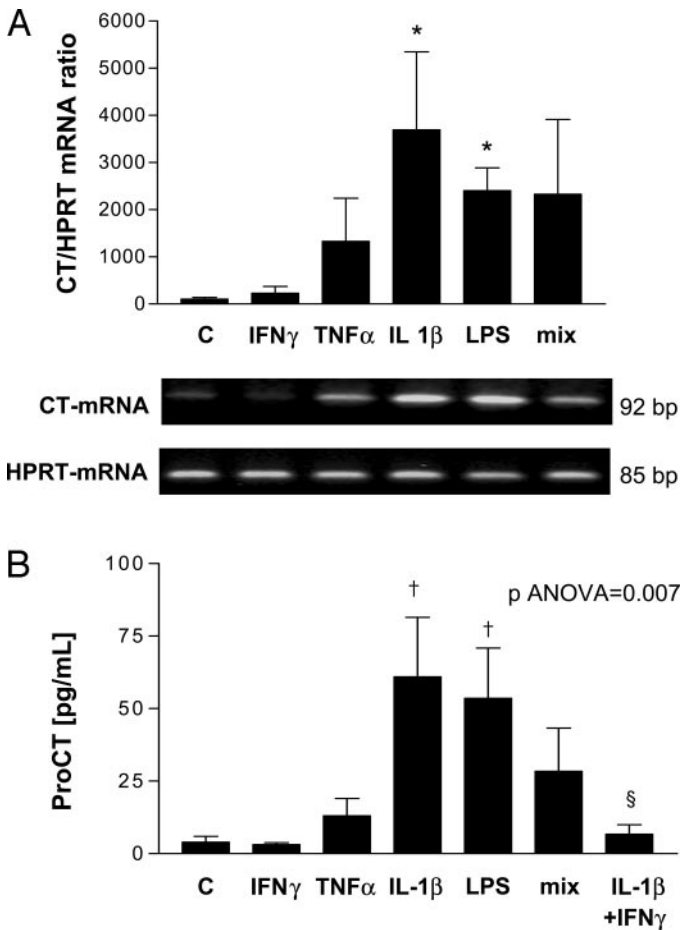 A
CT/HPRT mRNA ratio
6000
5000
4000
3000
2000
1000
0
*
*
C IFNγ TNFα IL 1β LPS mix
CT-mRNA 92 bp
HPRT-mRNA 85 bp
B
ProCT [pg/mL]
100
75
50
25
0
p ANOVA=0.007
†
†
§
C IFNγ TNFα IL-1β LPS mix IL-1β
+IFNγ